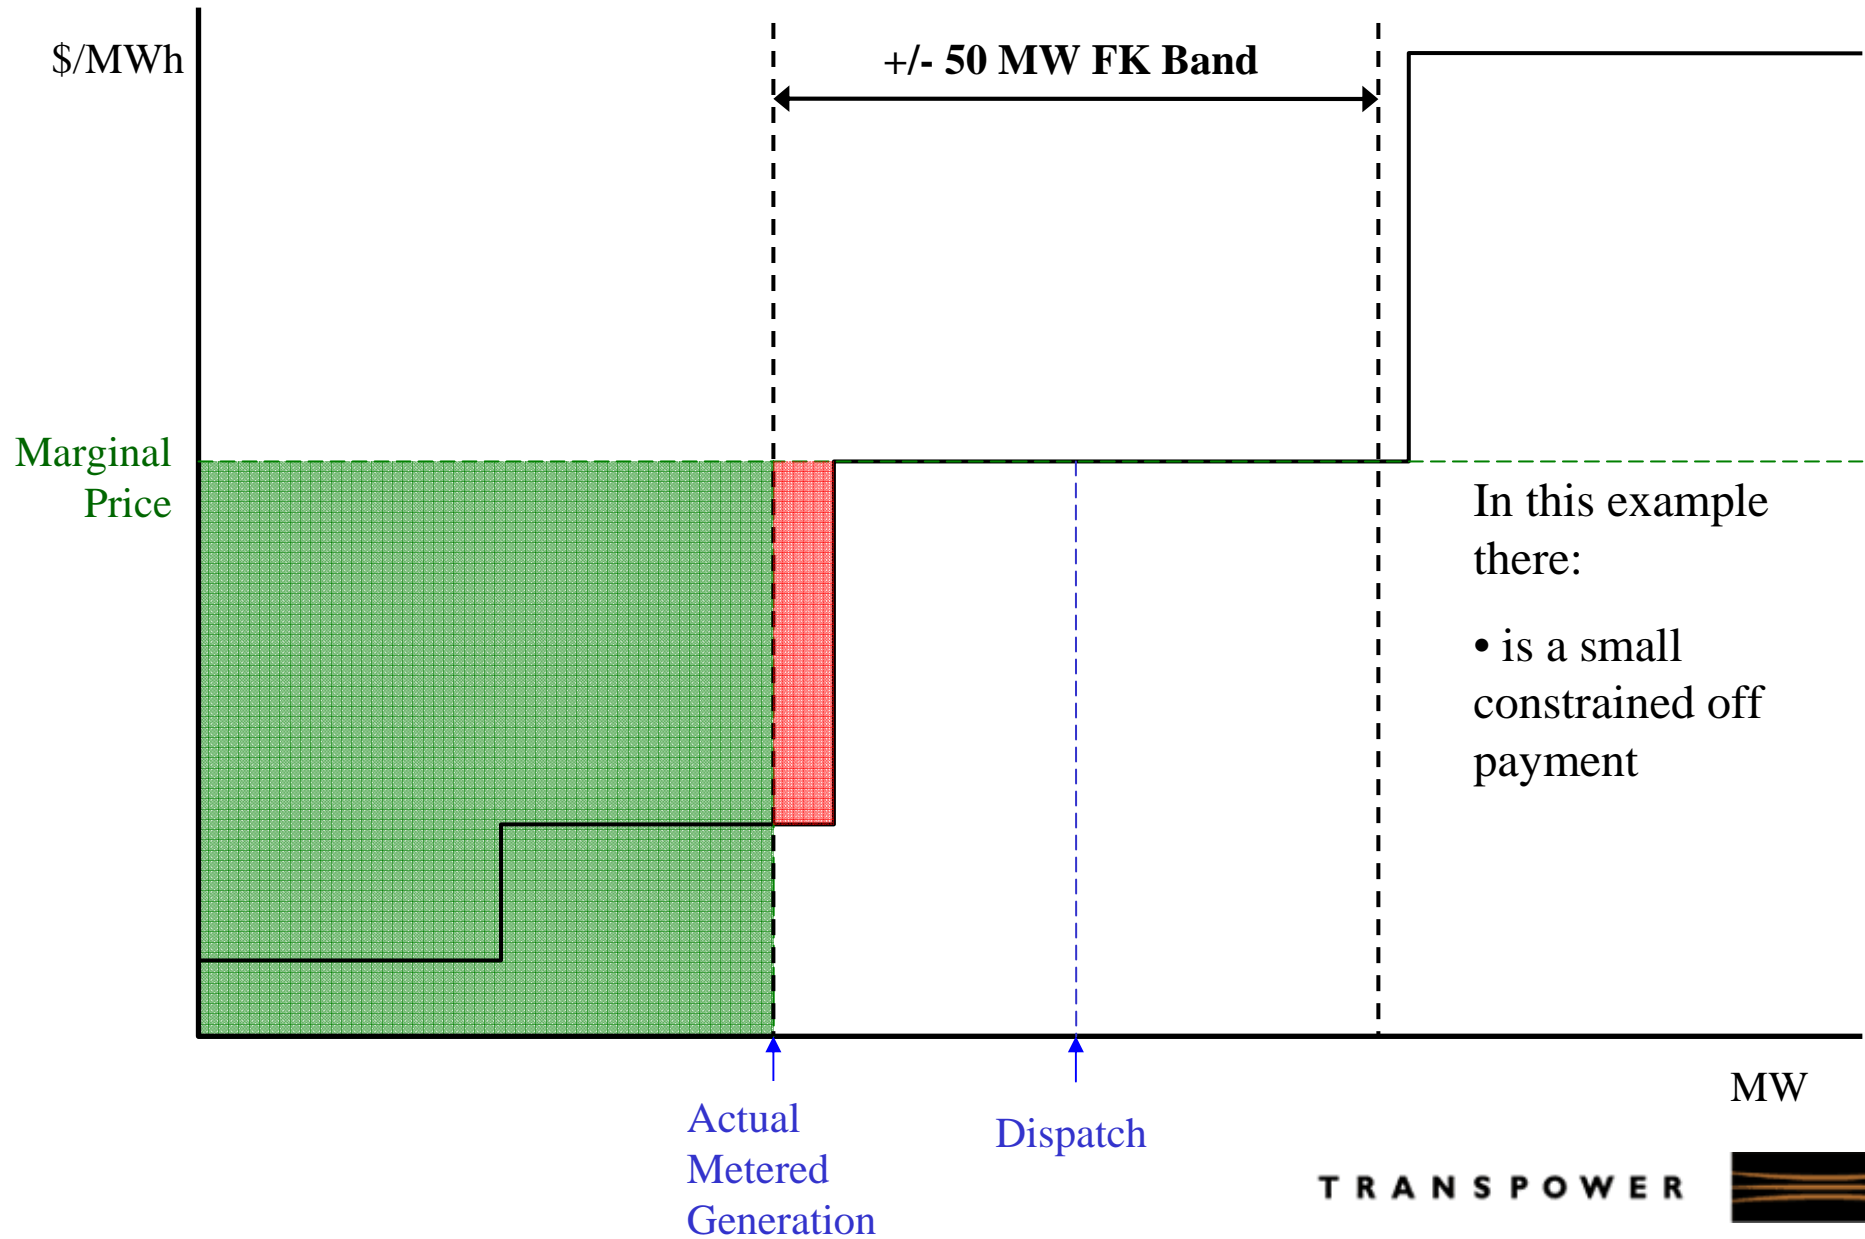 $/MWh
+/- 50 MW FK Band
Marginal
Price
In this example
there:
• is a small
constrained off
payment
MW
Actual
Metered
Generation
Dispatch
TRANSPOWER